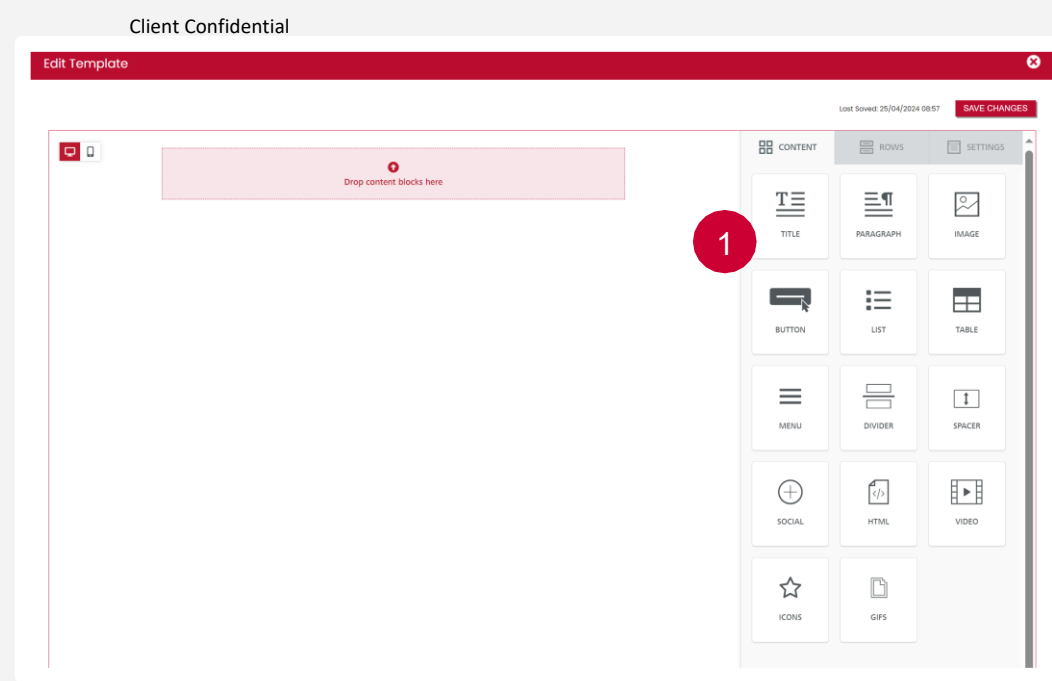 Client Confidential
Edit Template
Last Saved: 25/04/2024 08:57
SAVE CHANGES
CONTENT
ROWS
SETTINGS
Drop content blocks here
1
TITLE
PARAGRAPH
IMAGE
BUTTON
LIST
TABLE
MENU
DIVIDER
SPACER
SOCIAL
HTML
VIDEO
ICONS
GIFS